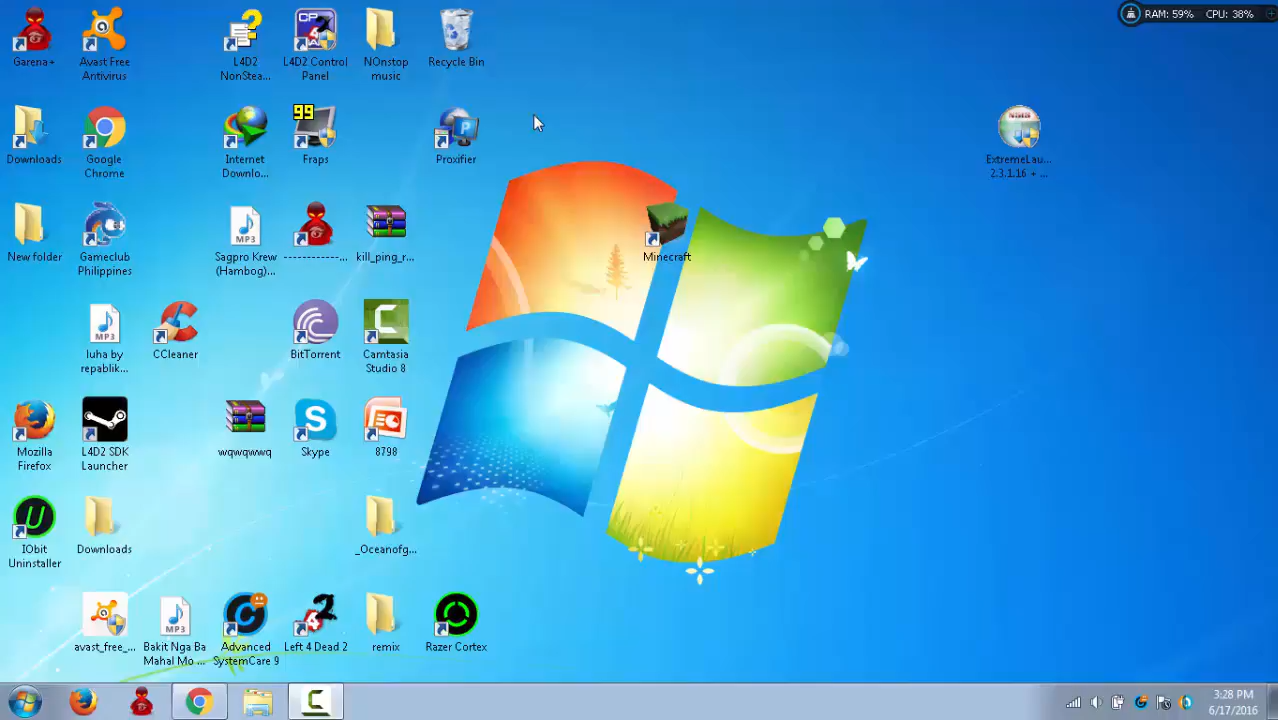 RAM: 59% CPU: 38%
Garena+
Avast Free
Antivirus
L4D2
NonStea...
L4D2 Control
Panel
NOnstop
music
Recycle Bin
Downloads
Google
Chrome
Internet
Downlo...
99
Fraps
Proxifier
ExtremeLau...
2.3.1.16 + ...
New folder
Gameclub
Philippines
MP3
Sagpro Krew
(Hambog)...
------------...
kill_ping_r...
Minecraft
MP3
luha by
repablik...
CCleaner
BitTorrent
Camtasia
Studio 8
Mozilla
Firefox
L4D2 SDK
Launcher
wqwqwwq
Skype
8798
IObit
Uninstaller
Downloads
_Oceanofg...
avast_free_...
MP3
Bakit Nga Ba
Mahal Mo ...
Advanced
SystemCare 9
Left 4 Dead 2
remix
Razer Cortex
3:28 PM
6/17/2016